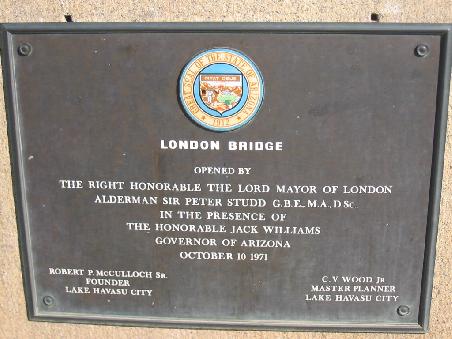 GREAT SEAL OF THE STATE OF ARIZONA
DITAT DEUS
1912
LONDON BRIDGE
OPENED BY
THE RIGHT HONORABLE THE LORD MAYOR OF LONDON
ALDERMAN SIR PETER STUDD G.B.E., M.A., D.Sc.
IN THE PRESENCE OF
THE HONORABLE JACK WILLIAMS
GOVERNOR OF ARIZONA
OCTOBER 10 1971
ROBERT P. McCULLOCH SR.
FOUNDER
LAKE HAVASU CITY
C.V. WOOD JR
MASTER PLANNER
LAKE HAVASU CITY